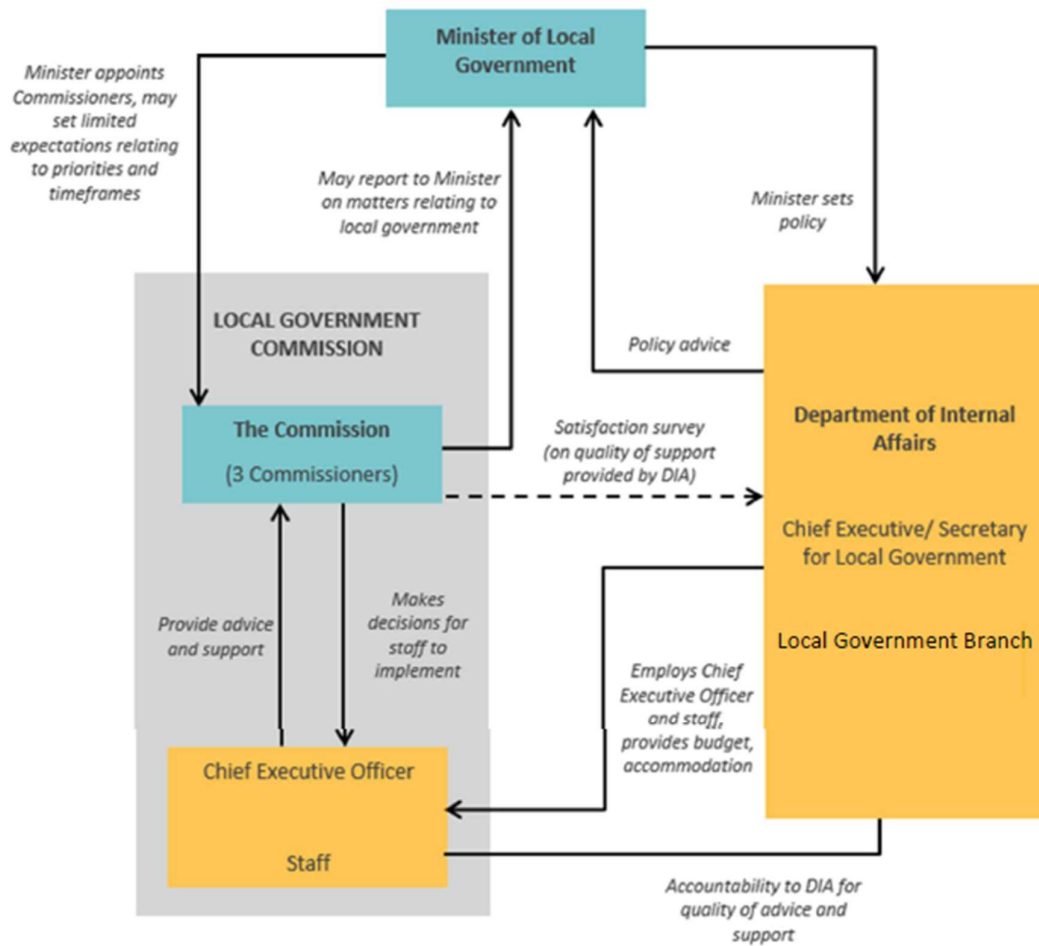 Minister of Local
Government
Minister appoints
Commissioners, may
set limited
expectations relating
to priorities and
timeframes
May report to Minister
on matters relating to
local government
Minister sets
policy
LOCAL GOVERNMENT
COMMISSION
Policy advice
The Commission
(3 Commissioners)
Satisfaction survey
(on quality of support
provided by DIA)
Department of Internal
Affairs
Chief Executive/ Secretary
for Local Government
Local Government Branch
Provide advice
and support
Makes
decisions for
staff to
implement
Employs Chief
Executive Officer
and staff,
provides budget,
accommodation
Chief Executive Officer
Staff
Accountability to DIA for
quality of advice and
support